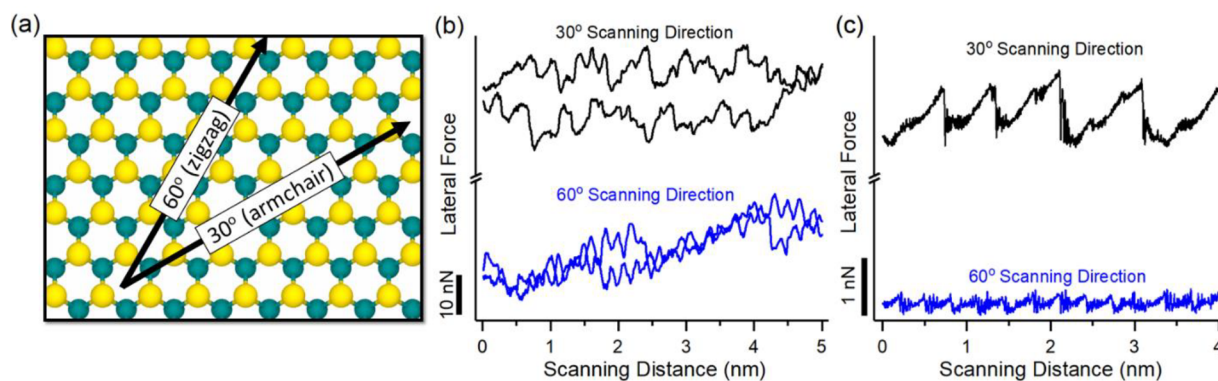 (a)
60° (zigzag)
30° (armchair)
(b)
30° Scanning Direction
60° Scanning Direction
Lateral Force
10 nN
0 1 2 3 4 5
Scanning Distance (nm)
(c)
30° Scanning Direction
60° Scanning Direction
Lateral Force
1 nN
0 1 2 3 4
Scanning Distance (nm)